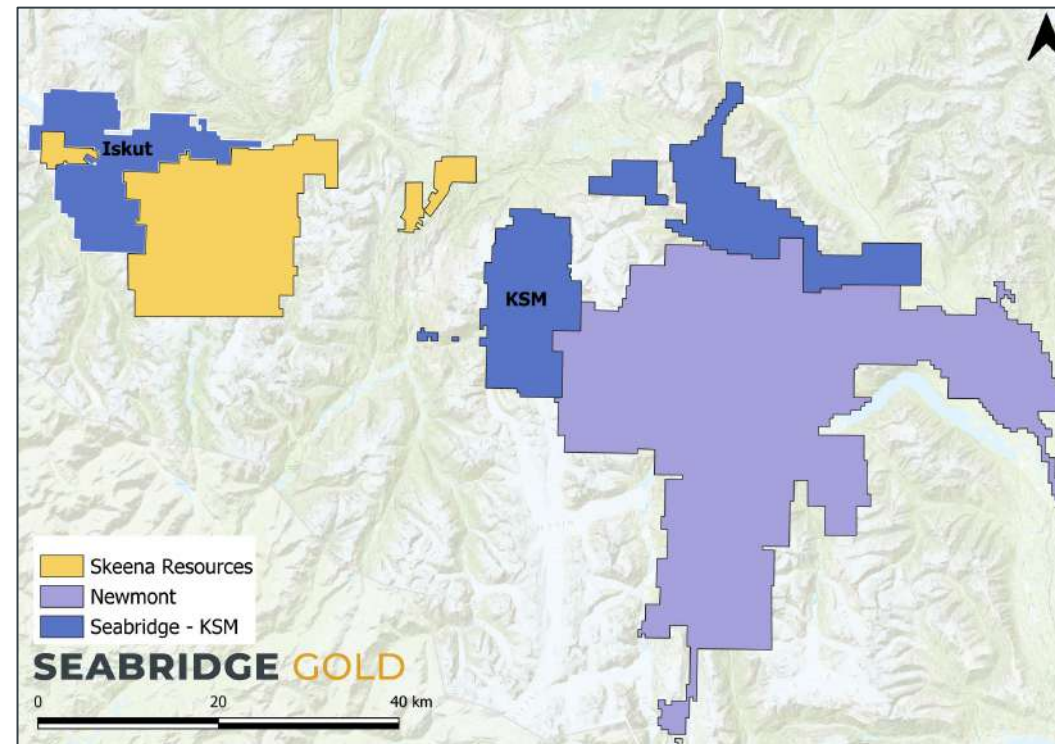 Iskut
KSM
Skeena Resources
Newmont
Seabridge - KSM
SEABRIDGE GOLD
0 20 40 km